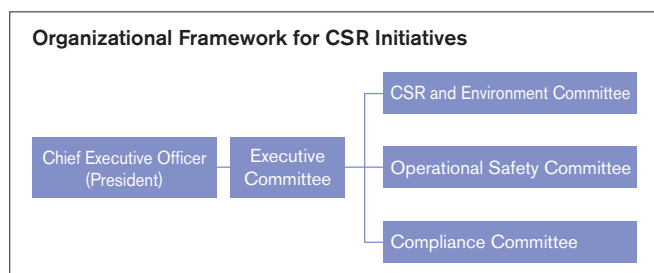 Organizational Framework for CSR Initiatives
CSR and Environment Committee
Chief Executive Officer
(President)
Executive
Committee
Operational Safety Committee
Compliance Committee